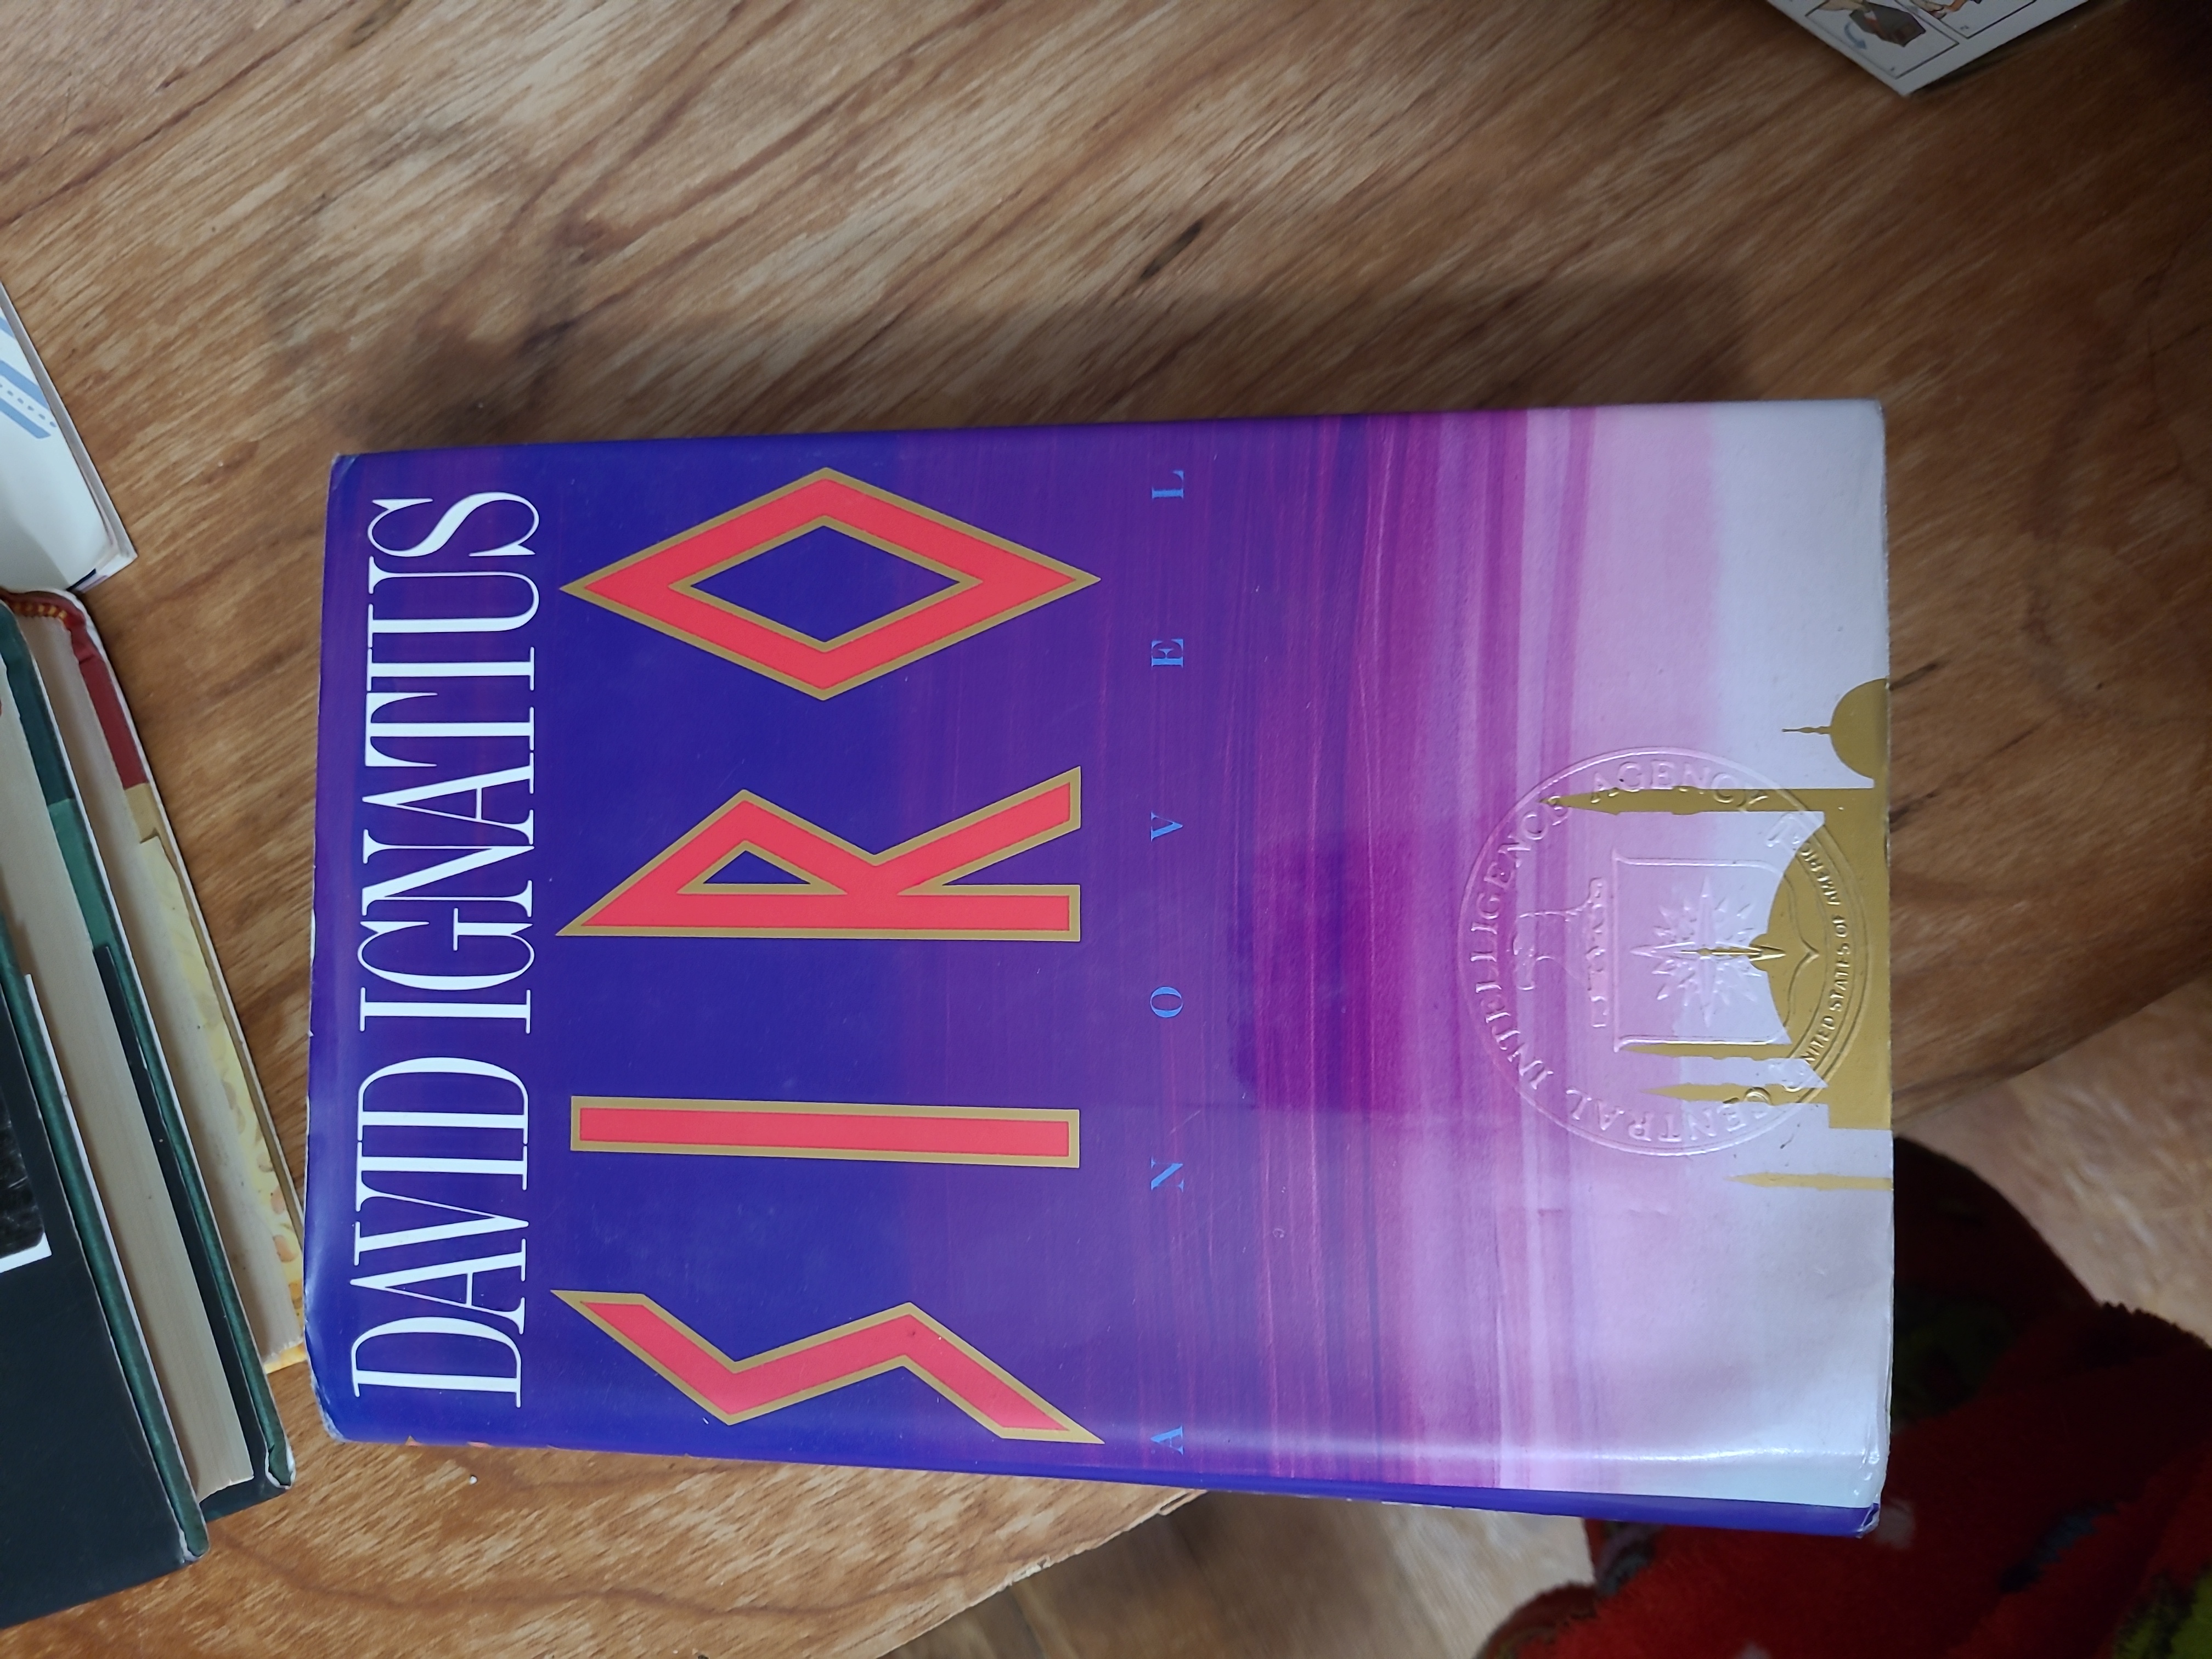 DAVID IGNATIUS
SIRO
A NOVEL
CENTRAL INTELLIGENCE AGENCY
UNITED STATES OF AMERICA